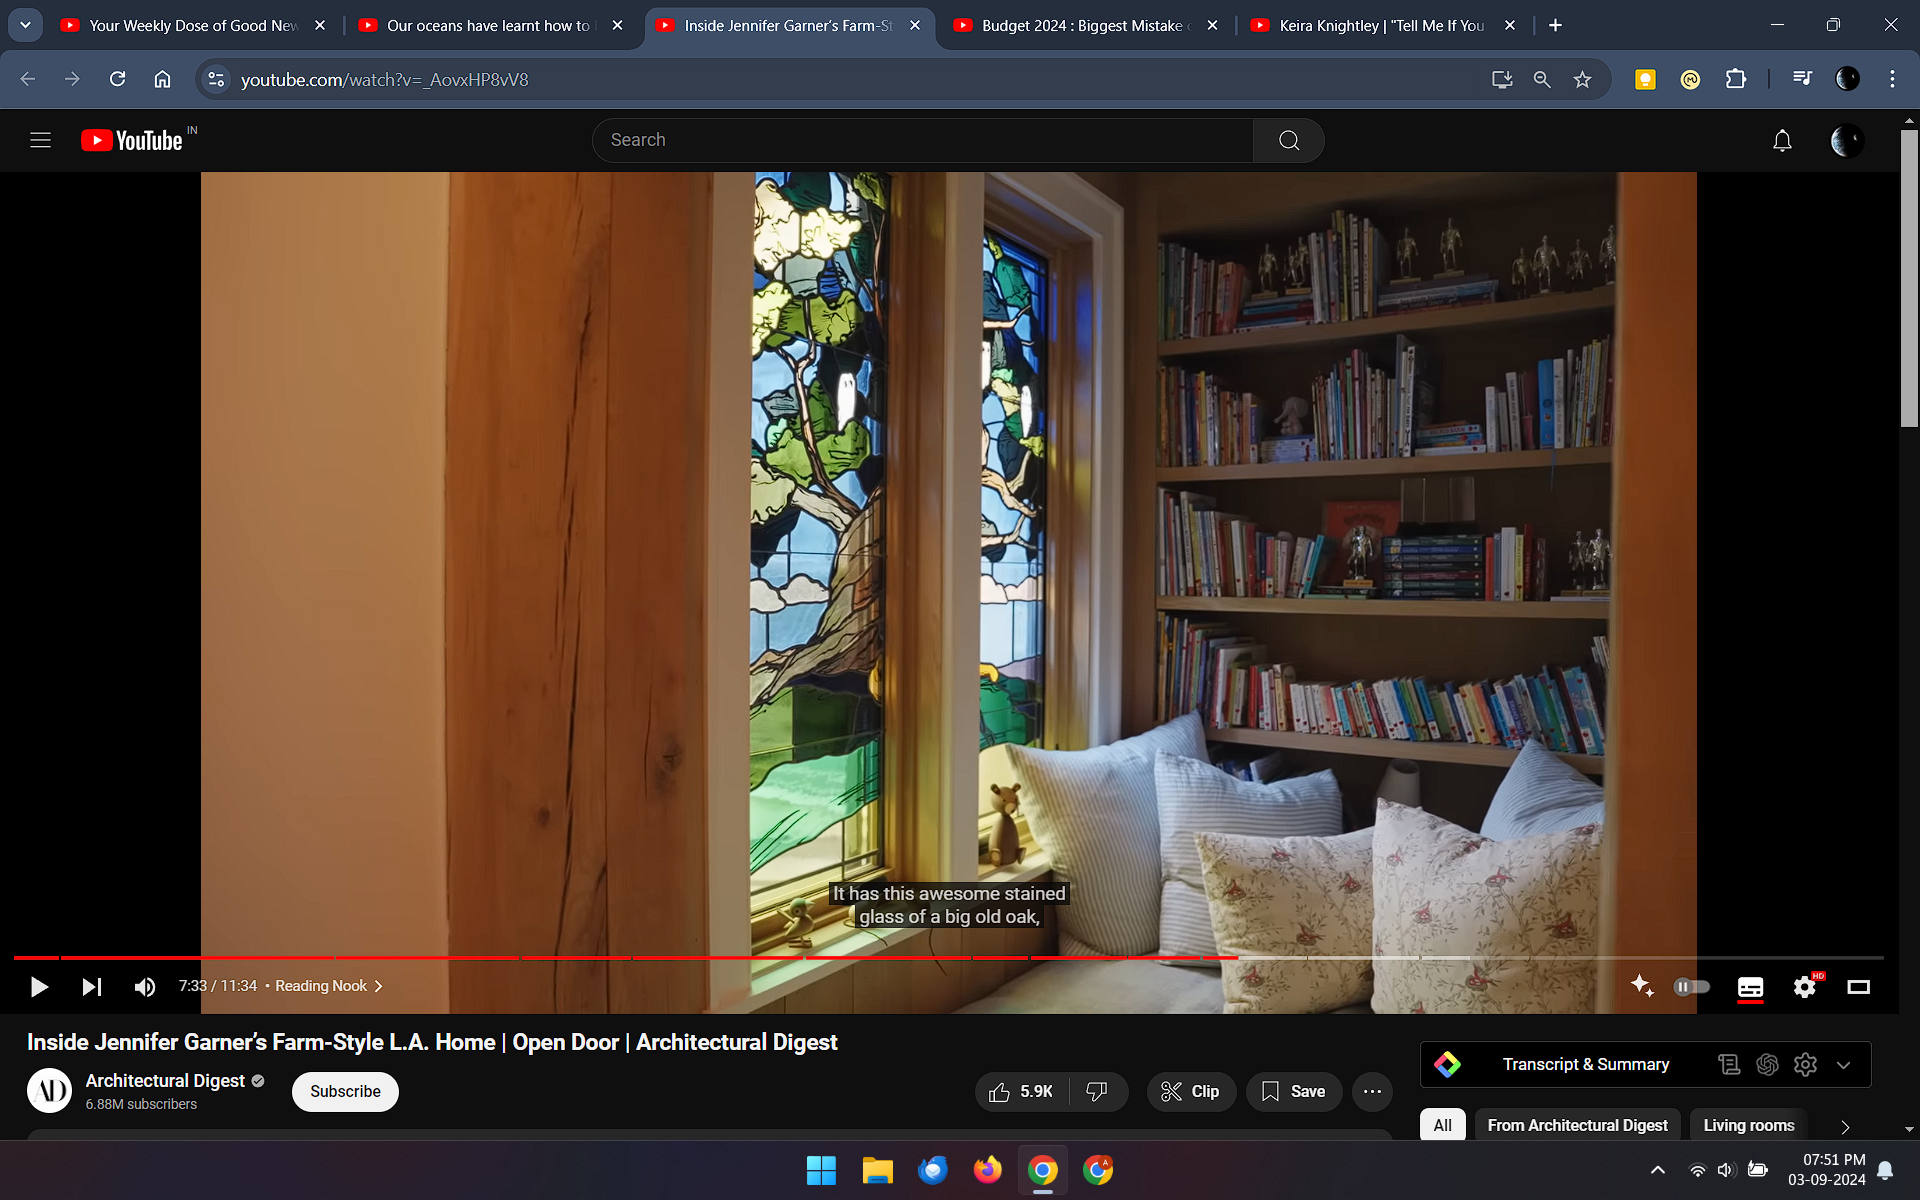 Your Weekly Dose of Good New
Our oceans have learnt how to
Inside Jennifer Garner's Farm-St
Budget 2024 : Biggest Mistake
Keira Knightley | "Tell Me If You
youtube.com/watch?v=_AovxHP8vV8
YouTube IN
Search
It has this awesome stained
glass of a big old oak,
7:33 / 11:34 • Reading Nook
HD
Inside Jennifer Garner's Farm-Style L.A. Home | Open Door | Architectural Digest
AD
Architectural Digest
6.88M subscribers
Subscribe
5.9K
Clip
Save
Transcript & Summary
All
From Architectural Digest
Living rooms
07:51 PM
03-09-2024